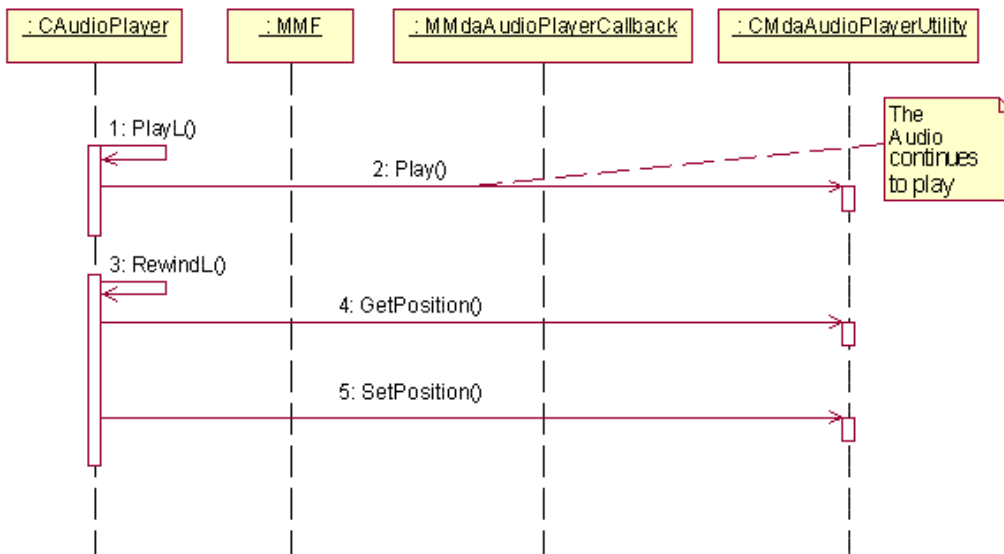 : CAudioPlayer
: MMF
: MMdaAudioPlayerCallback
: CMdaAudioPlayerUtility
The
Audio
continues
to play
1: PlayL()
2: Play()
3: RewindL()
4: GetPosition()
5: SetPosition()